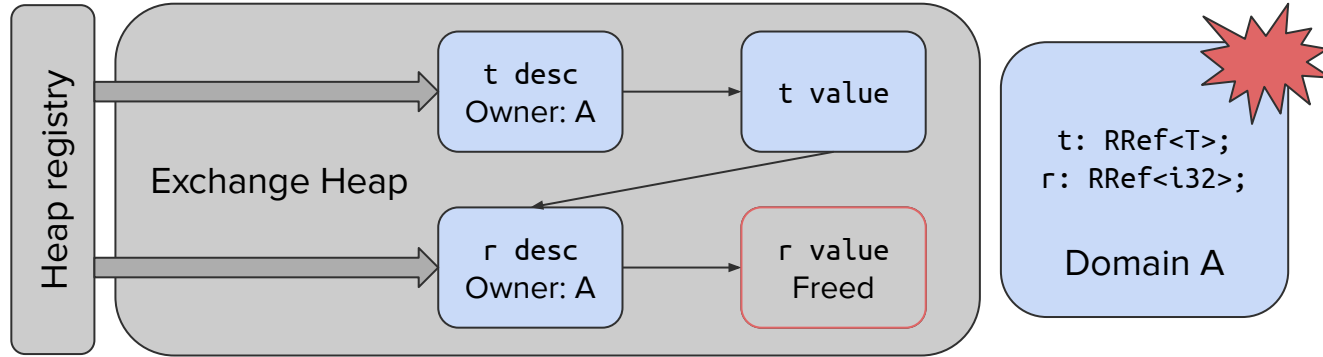 Heap registry
Exchange Heap
t desc
Owner: A
t value
r desc
Owner: A
r value
Freed
t: RRef<T>;
r: RRef<i32>;
Domain A